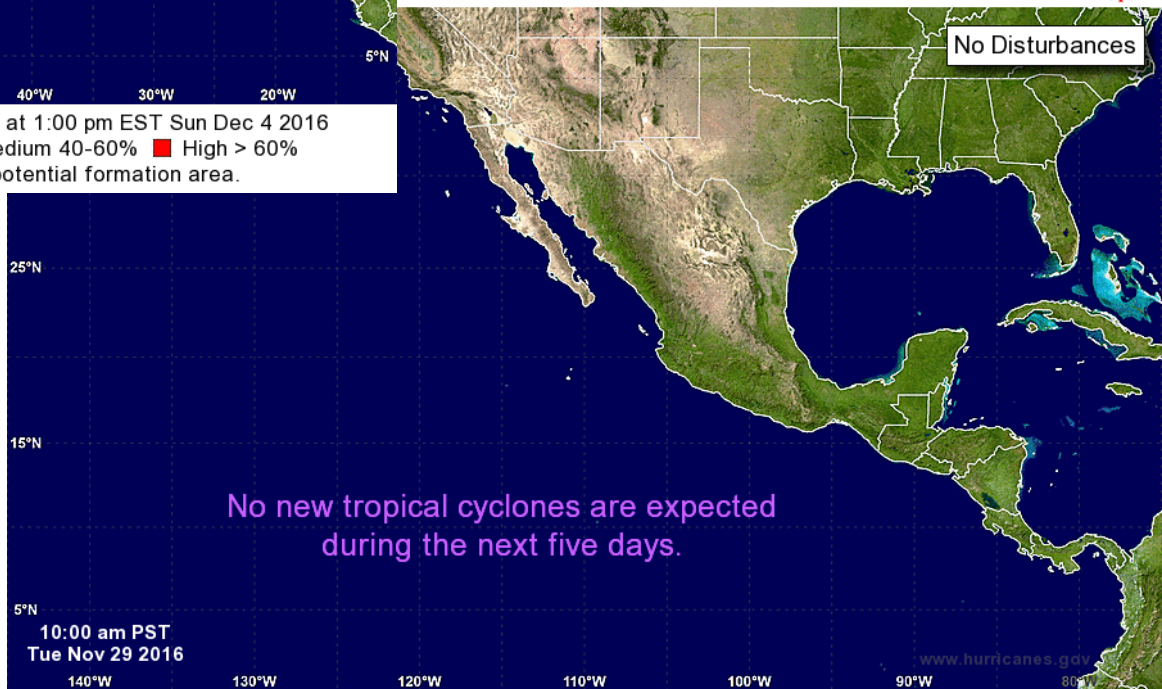 5°N
40°W 30°W 20°W
at 1:00 pm EST Sun Dec 4 2016
edium 40-60% High > 60%
potential formation area.
No Disturbances
25°N
15°N
No new tropical cyclones are expected
during the next five days.
5°N
10:00 am PST
Tue Nov 29 2016
www.hurricanes.gov
140°W 130°W 120°W 110°W 100°W 90°W 80°W